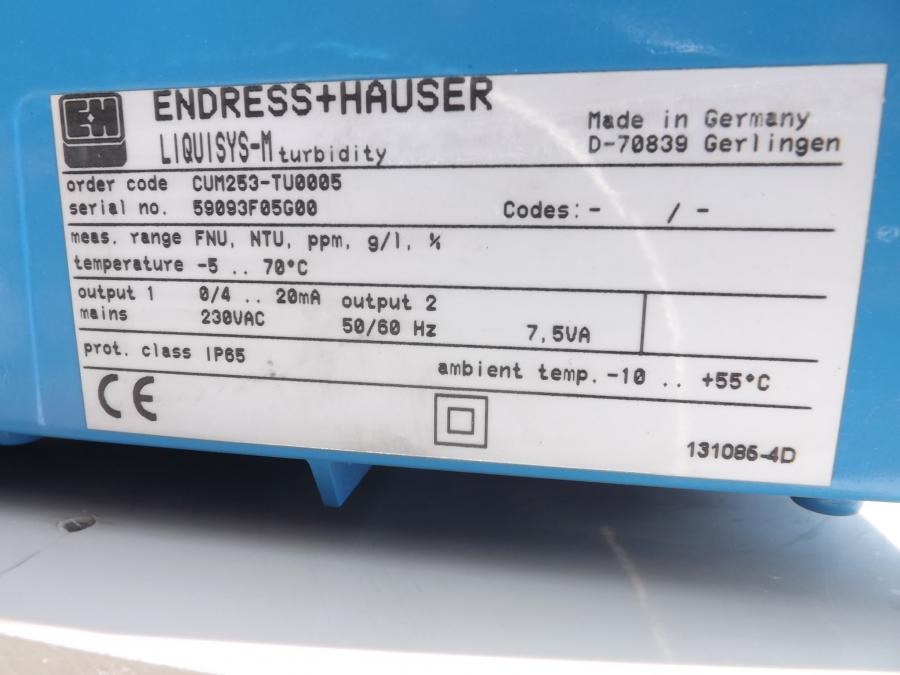 EH ENDRESS+HAUSER
LIQUISYS-M turbidity
Made in Germany
D-70839 Gerlingen
order code CUM253-TU0005
serial no. 59093F05G00 Codes: - / -
meas. range FNU, NTU, ppm, g/l, %
temperature -5 .. 70°C
output 1 0/4 .. 20mA output 2
mains 230VAC 50/60 Hz 7,5VA
prot. class IP65 ambient temp. -10 .. +55°C
CE
131086-4D